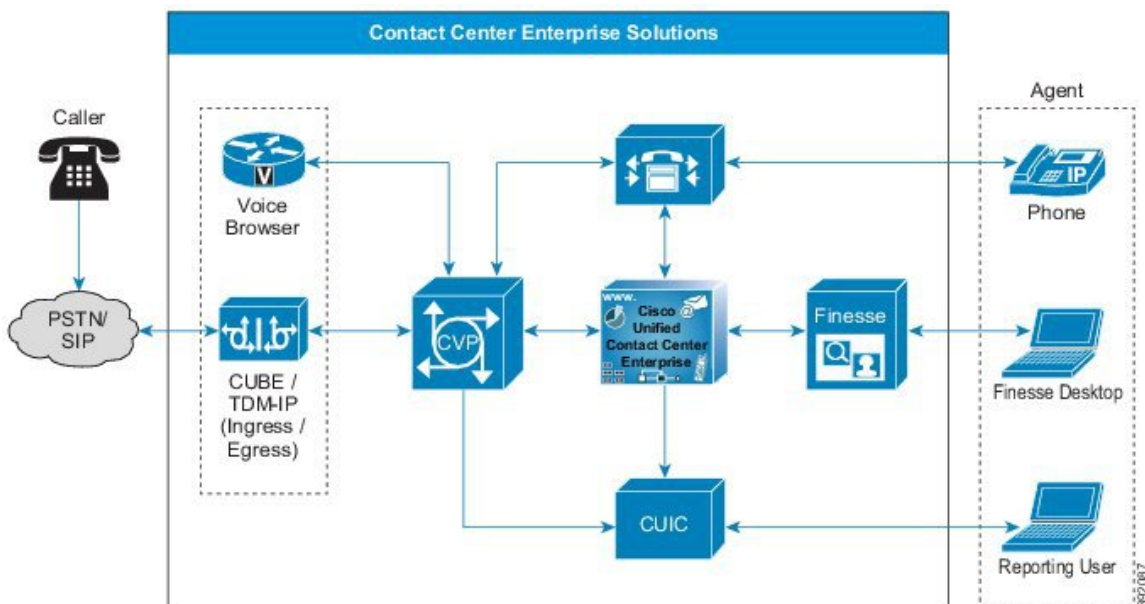 Contact Center Enterprise Solutions
Caller
Agent
V
Voice
Browser
IP
Phone
PSTN/
SIP
CUBE /
TDM-IP
(Ingress /
Egress)
CVP
www.
@
Cisco
Unified
Contact Center
Enterprise
Finesse
Finesse Desktop
CUIC
Reporting User